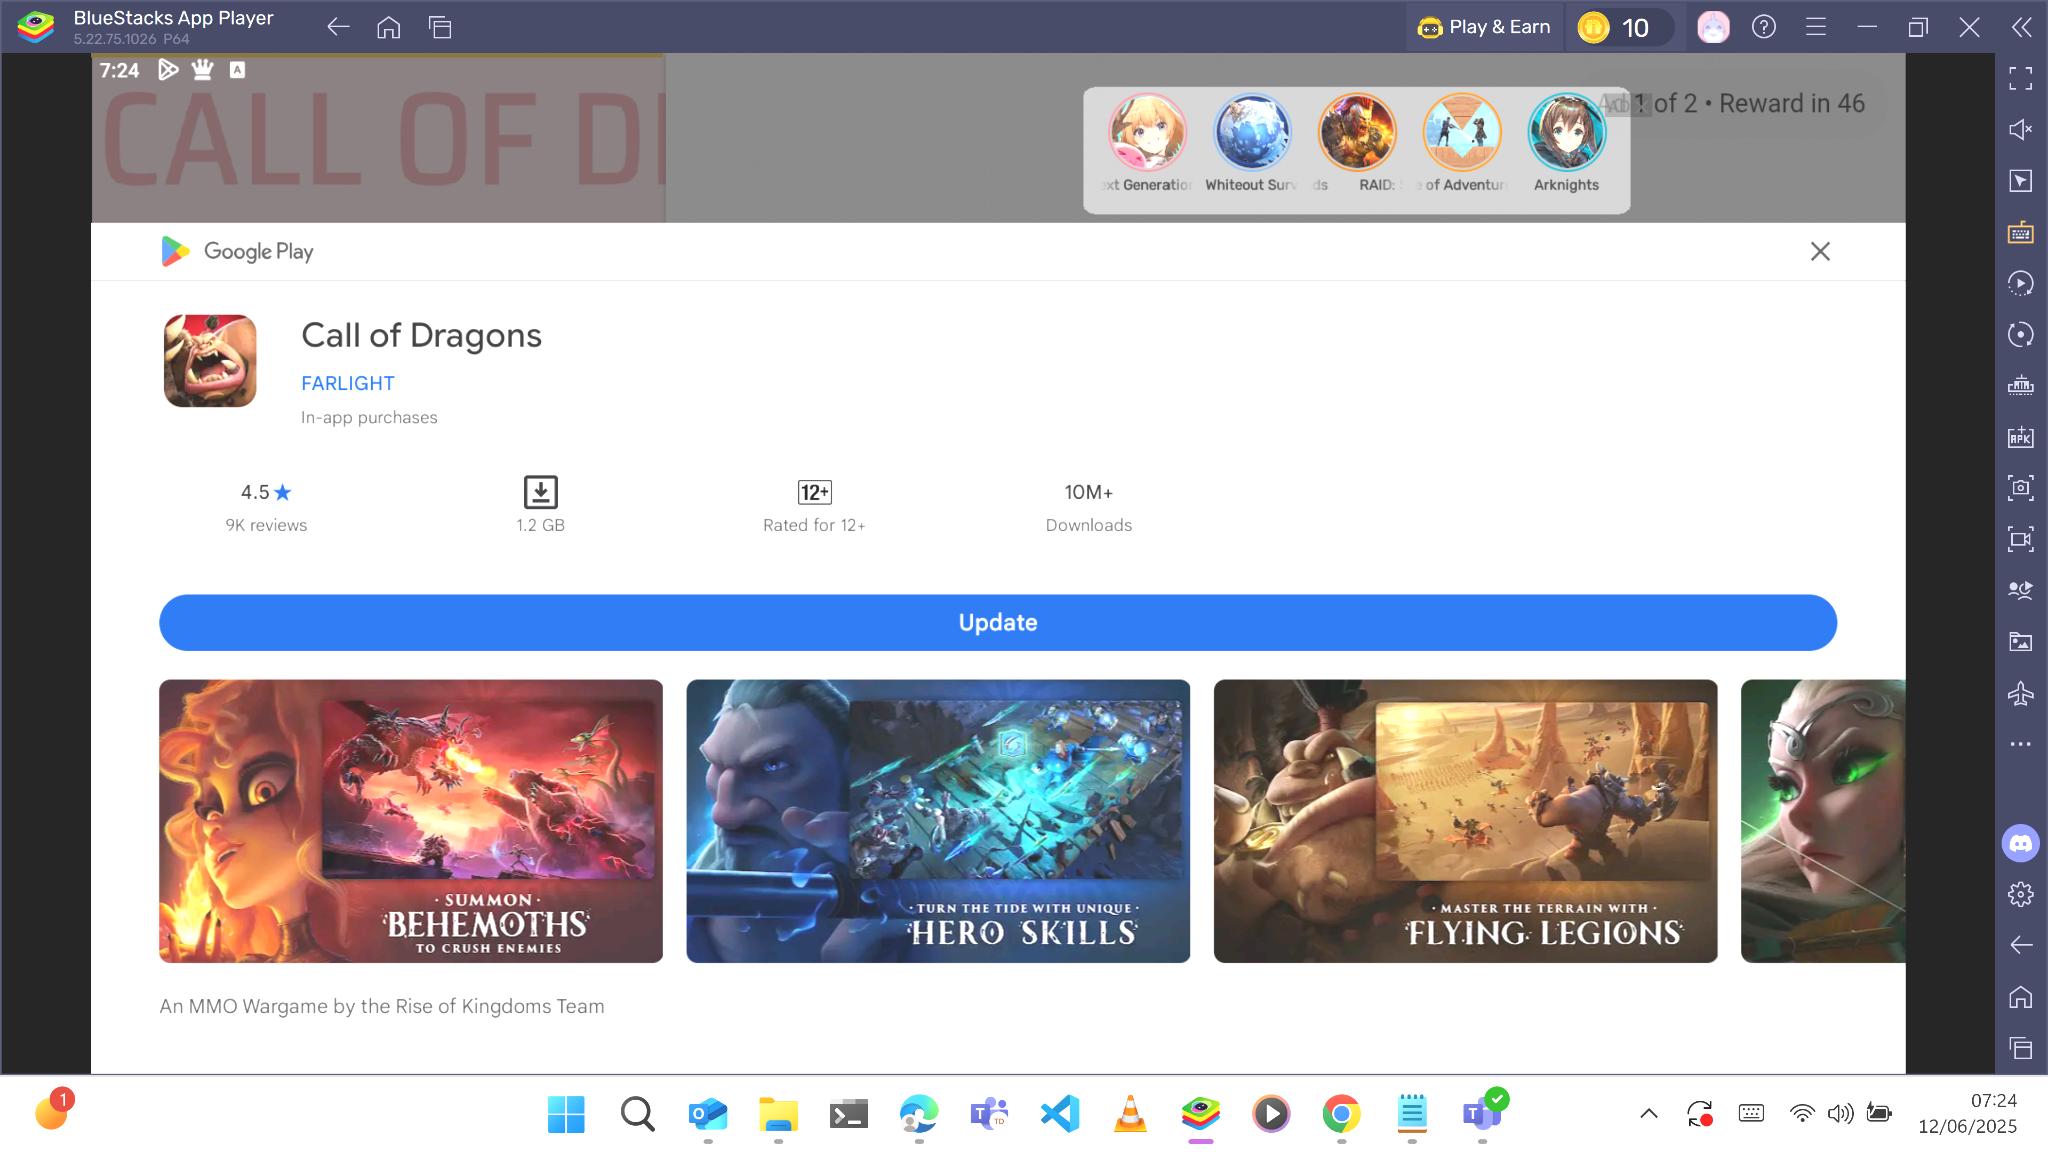 BlueStacks App Player
5.22.75.1026 P64
Play & Earn
10
7:24
CALL OF D
xt Generation
Whiteout Surv
ds RAID:
e of Adventur
Arknights
1 of 2 • Reward in 46
Google Play
Call of Dragons
FARLIGHT
In-app purchases
4.5★
9K reviews
1.2 GB
12+
Rated for 12+
10M+
Downloads
Update
· SUMMON ·
BEHEMOTHS
TO CRUSH ENEMIES
· TURN THE TIDE WITH UNIQUE ·
HERO SKILLS
· MASTER THE TERRAIN WITH ·
FLYING LEGIONS
An MMO Wargame by the Rise of Kingdoms Team
APK
1
07:24
12/06/2025